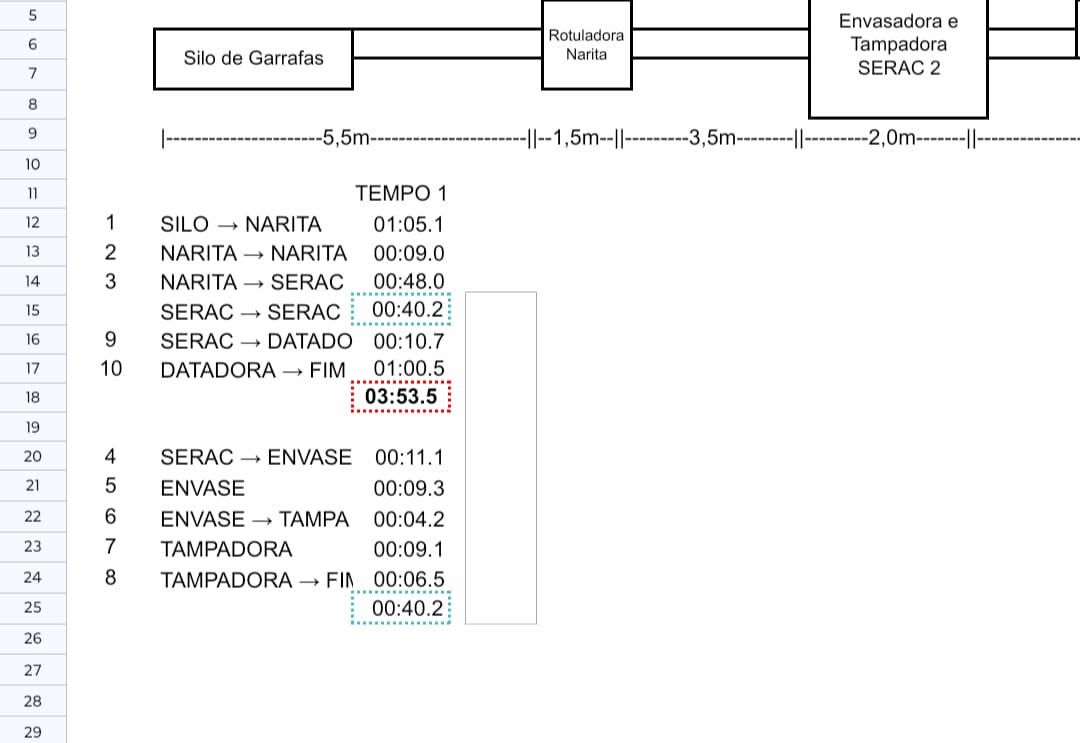 5
Envasadora e
6
Rotuladora
Tampadora
7
Silo de Garrafas
Narita
SERAC 2
8
9
|----------------------5,5m----------------------||--1,5m--||---------3,5m--------||---------2,0m-------||--------------
10
11
TEMPO 1
12 1 SILO → NARITA 01:05.1
13 2 NARITA → NARITA 00:09.0
14 3 NARITA → SERAC 00:48.0
15 SERAC → SERAC 00:40.2
16 9 SERAC → DATADO 00:10.7
17 10 DATADORA → FIM 01:00.5
18 03:53.5
19
20 4 SERAC → ENVASE 00:11.1
21 5 ENVASE 00:09.3
22 6 ENVASE → TAMPA 00:04.2
23 7 TAMPADORA 00:09.1
24 8 TAMPADORA → FIM 00:06.5
25 00:40.2
26
27
28
29